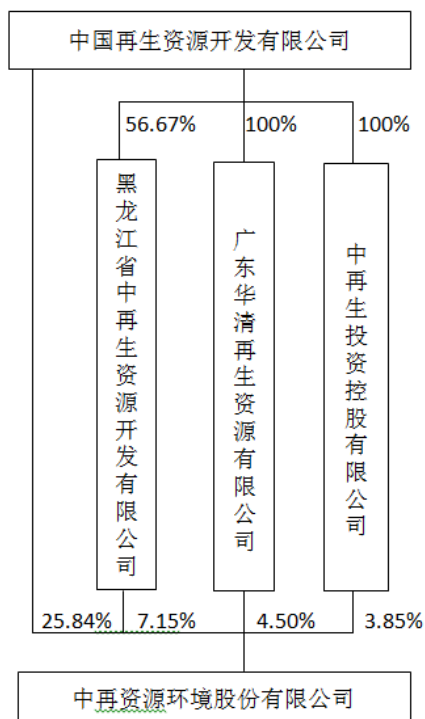 中国再生资源开发有限公司
56.67% 100% 100%
黑龙江省中再生资源开发有限公司
广东华清再生资源有限公司
中再生投资控股有限公司
25.84% 7.15% 4.50% 3.85%
中再资源环境股份有限公司